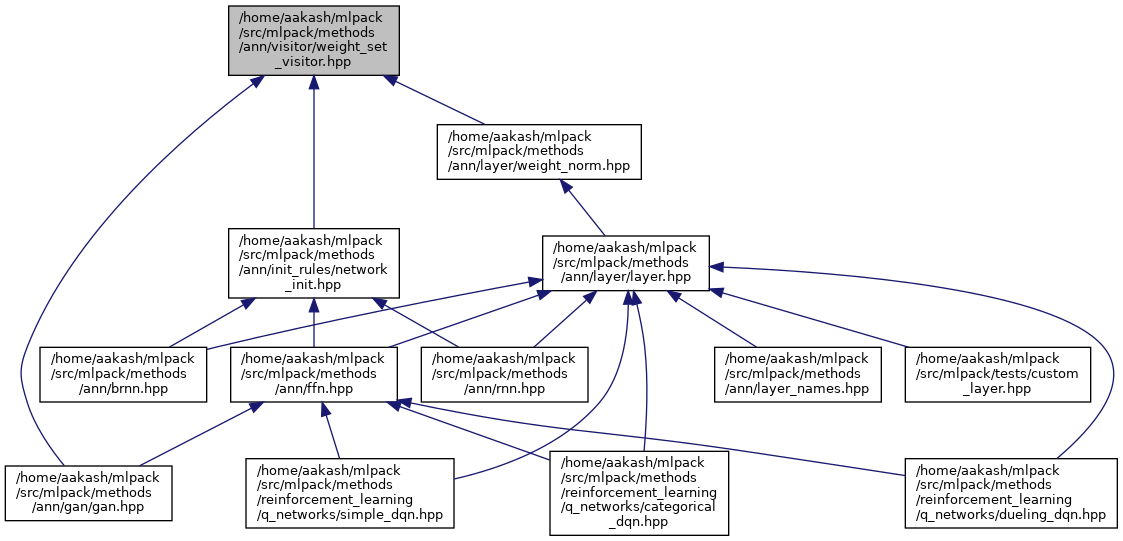 /home/aakash/mlpack
/src/mlpack/methods
/ann/visitor/weight_set
_visitor.hpp
/home/aakash/mlpack
/src/mlpack/methods
/ann/layer/weight_norm.hpp
/home/aakash/mlpack
/src/mlpack/methods
/ann/init_rules/network
_init.hpp
/home/aakash/mlpack
/src/mlpack/methods
/ann/layer/layer.hpp
/home/aakash/mlpack
/src/mlpack/methods
/ann/brnn.hpp
/home/aakash/mlpack
/src/mlpack/methods
/ann/ffn.hpp
/home/aakash/mlpack
/src/mlpack/methods
/ann/rnn.hpp
/home/aakash/mlpack
/src/mlpack/methods
/ann/layer_names.hpp
/home/aakash/mlpack
/src/mlpack/tests/custom
_layer.hpp
/home/aakash/mlpack
/src/mlpack/methods
/ann/gan/gan.hpp
/home/aakash/mlpack
/src/mlpack/methods
/reinforcement_learning
/q_networks/simple_dqn.hpp
/home/aakash/mlpack
/src/mlpack/methods
/reinforcement_learning
/q_networks/categorical
_dqn.hpp
/home/aakash/mlpack
/src/mlpack/methods
/reinforcement_learning
/q_networks/dueling_dqn.hpp